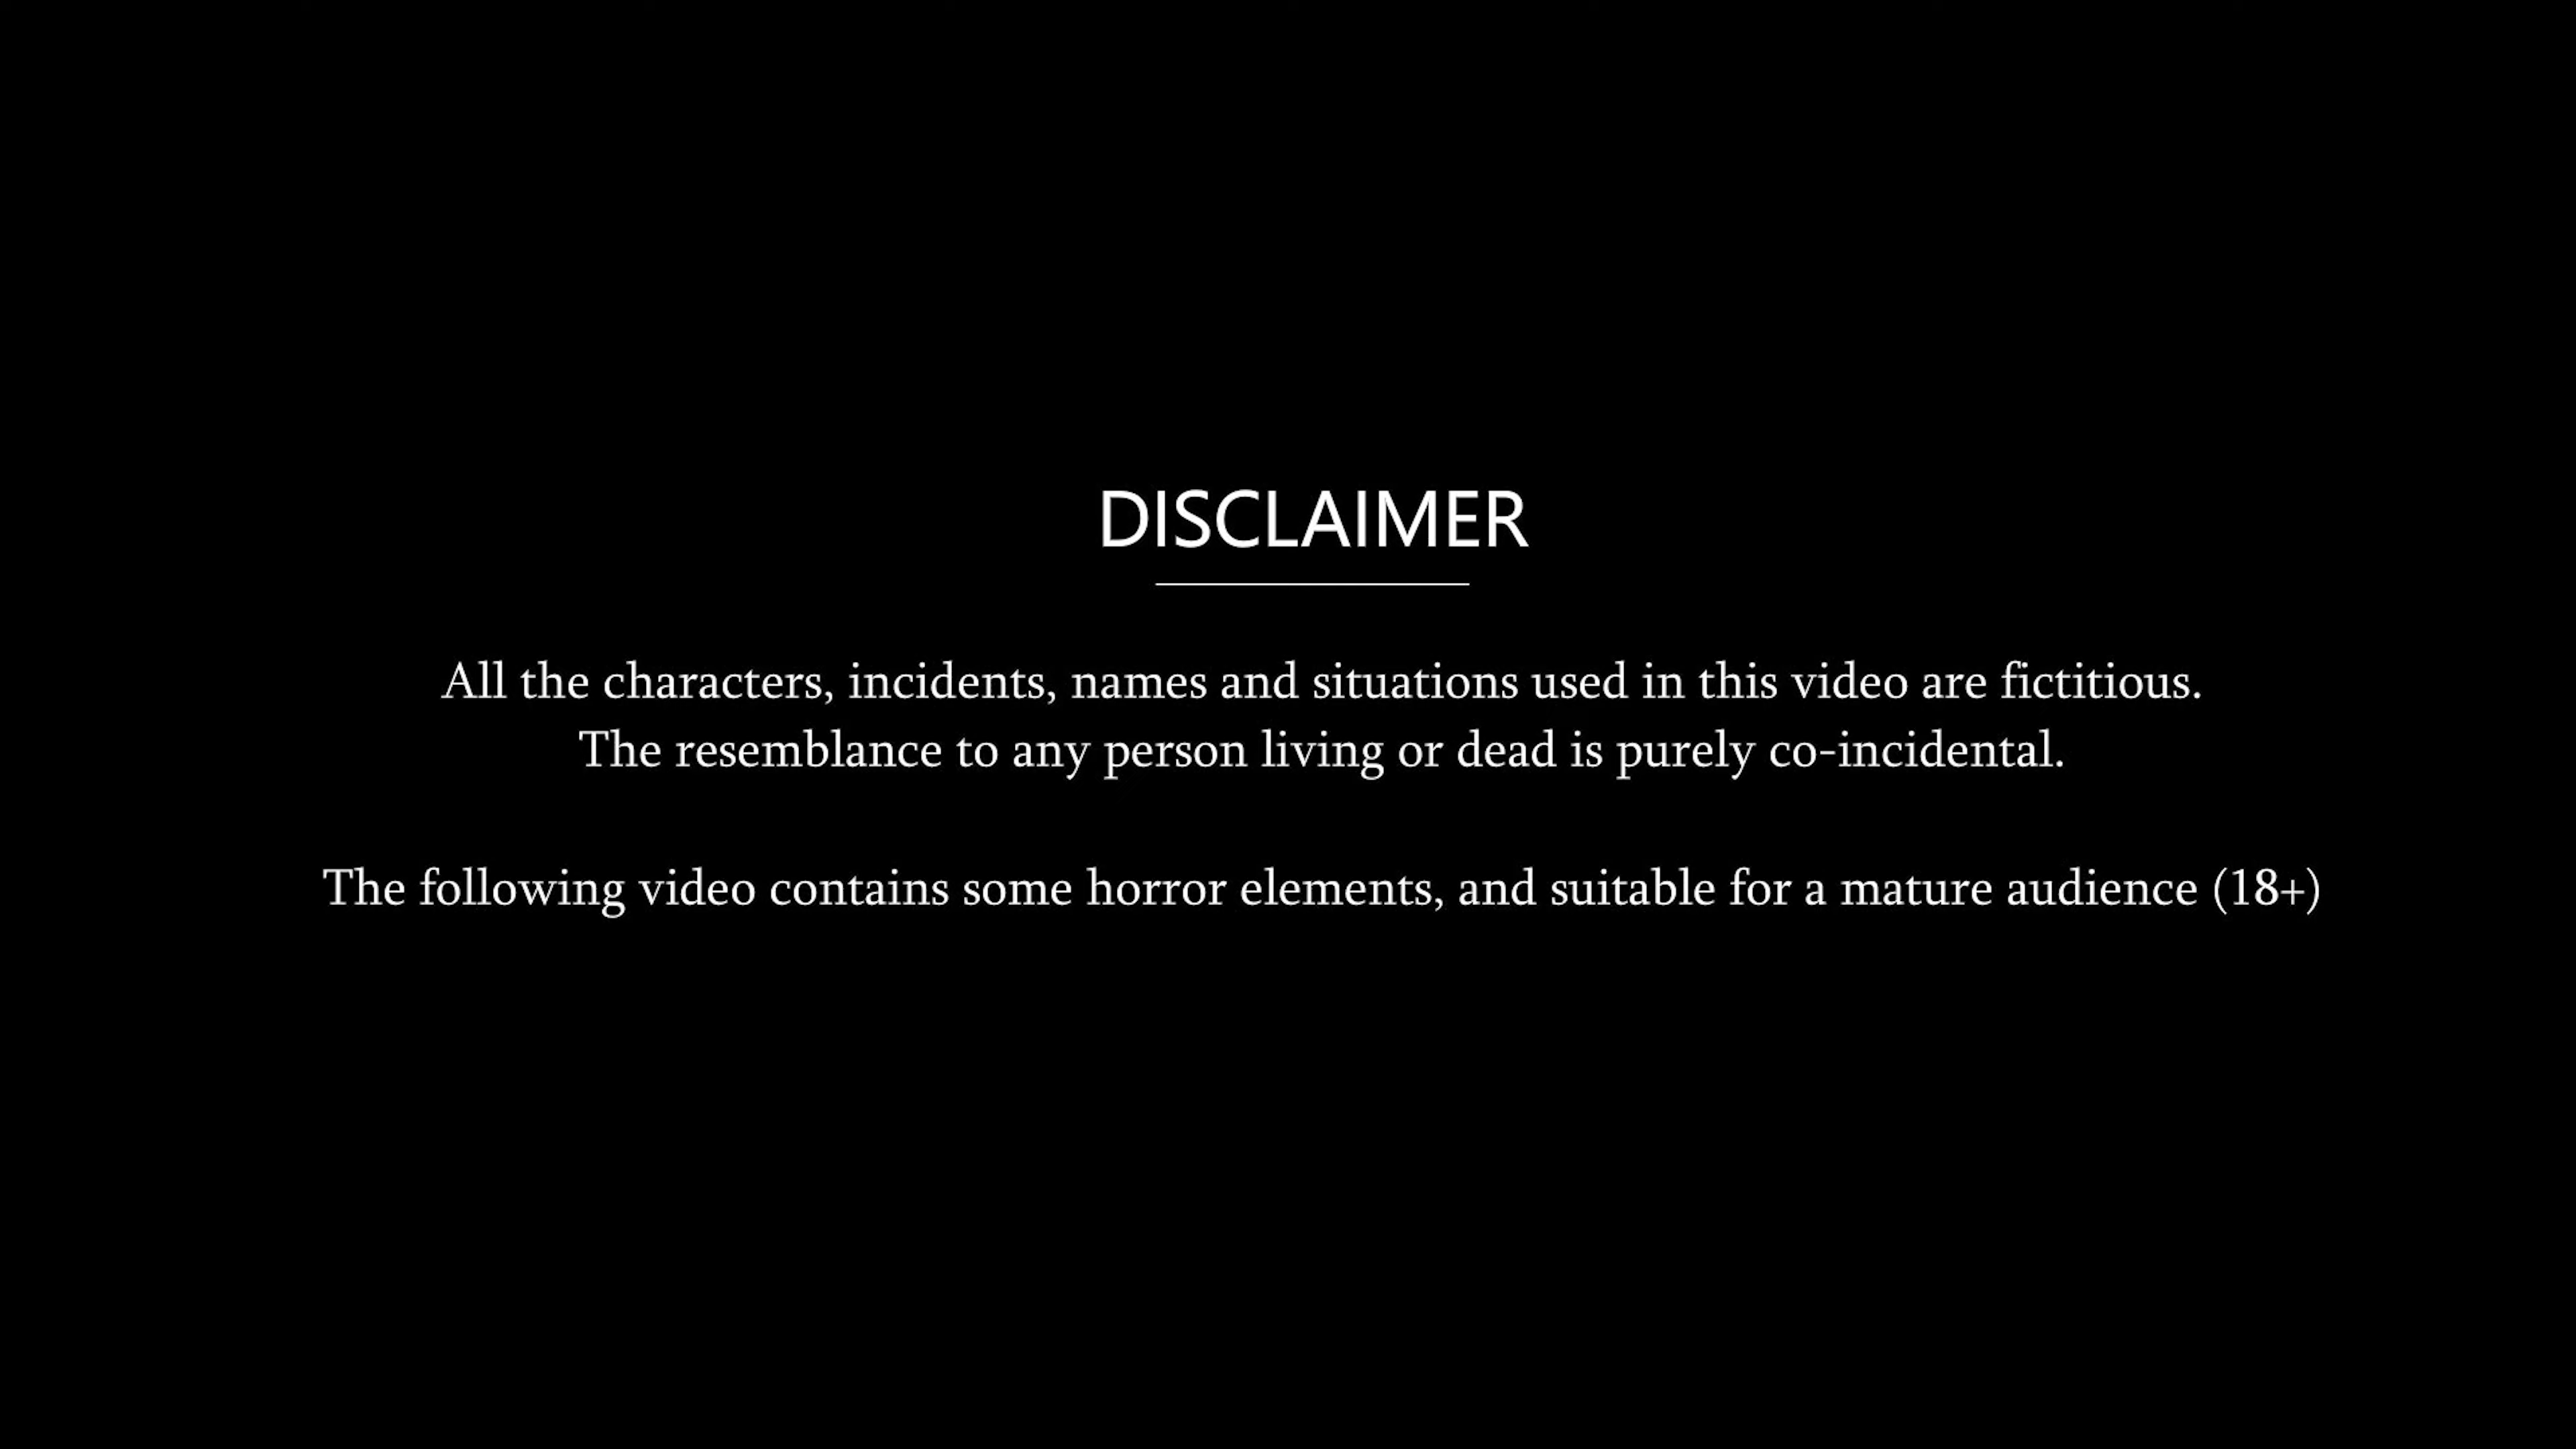 DISCLAIMER
All the characters, incidents, names and situations used in this video are fictitious.
The resemblance to any person living or dead is purely co-incidental.
The following video contains some horror elements, and suitable for a mature audience (18+)